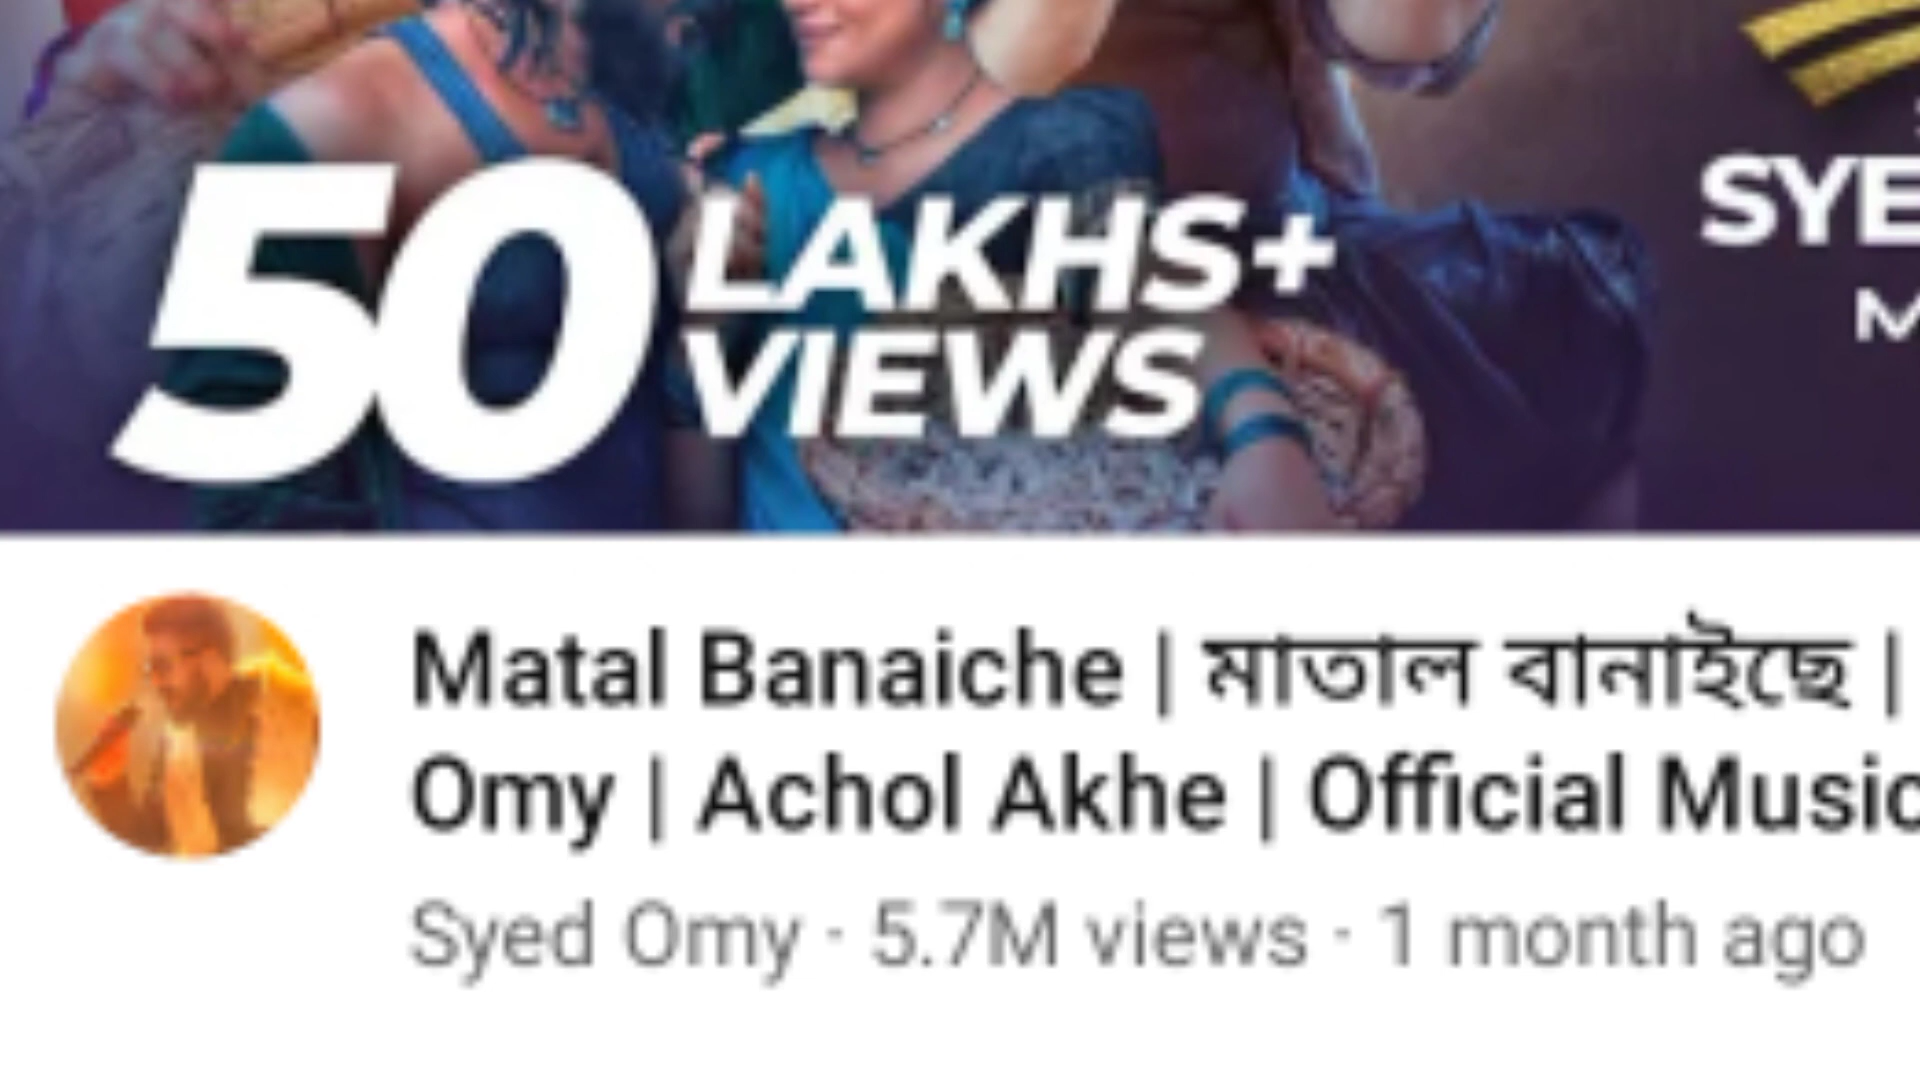 50 LAKHS+
VIEWS
SYE
M
Matal Banaiche | মাতাল বানাইছে |
Omy | Achol Akhe | Official Music
Syed Omy · 5.7M views · 1 month ago